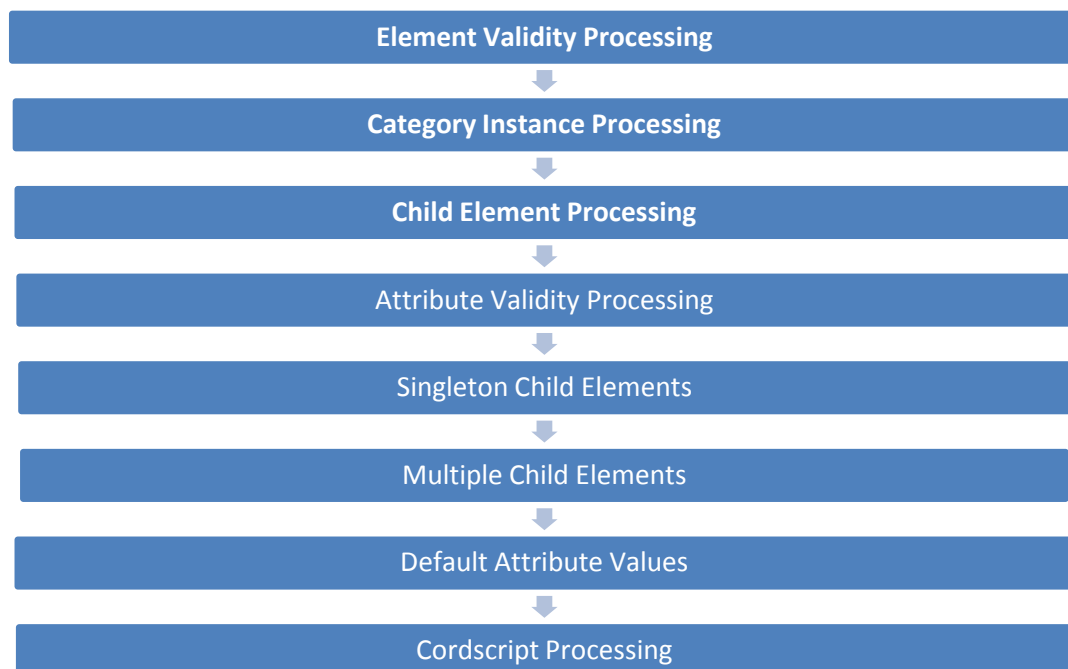 Element Validity Processing
Category Instance Processing
Child Element Processing
Attribute Validity Processing
Singleton Child Elements
Multiple Child Elements
Default Attribute Values
Cordscript Processing